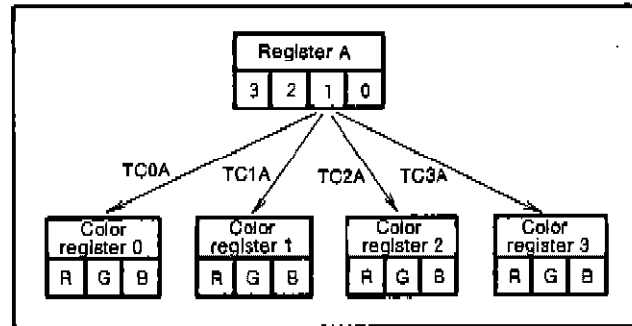 Register A
3 2 1 0
TC0A TC1A TC2A TC3A
Color register 0
Color register 1
Color register 2
Color register 3
R G B R G B R G B R G B